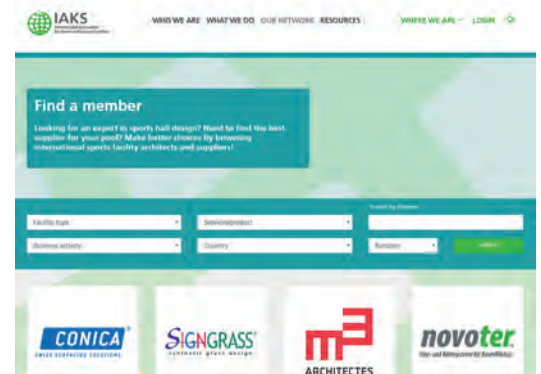 IAKS
WHO WE ARE WHAT WE DO OUR NETWORK RESOURCES
WHERE WE ARE LOGIN
Find a member
Looking for an expert in sports hall design? Need to find the best
supplier for your pool? Make better choices by browsing
international sports facility architects and suppliers!
Facility type
Service/product
Business activity
Country
CONICA
SWISS SURFACING SOLUTIONS
SIGNGRASS
synthetic grass design
m3
ARCHITECTES
novoter